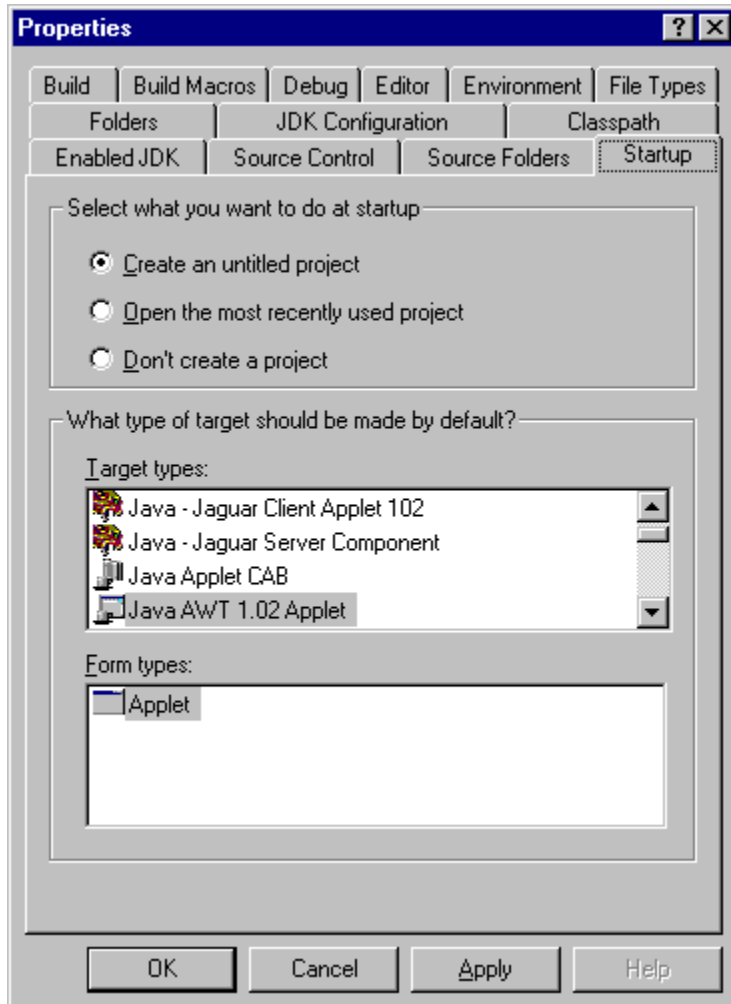 Properties
Build Build Macros Debug Editor Environment File Types
Folders JDK Configuration Classpath
Enabled JDK Source Control Source Folders Startup
Select what you want to do at startup
Create an untitled project
Open the most recently used project
Don't create a project
What type of target should be made by default?
Target types:
Java - Jaguar Client Applet 102
Java - Jaguar Server Component
Java Applet CAB
Java AWT 1.02 Applet
Form types:
Applet
OK Cancel Apply Help